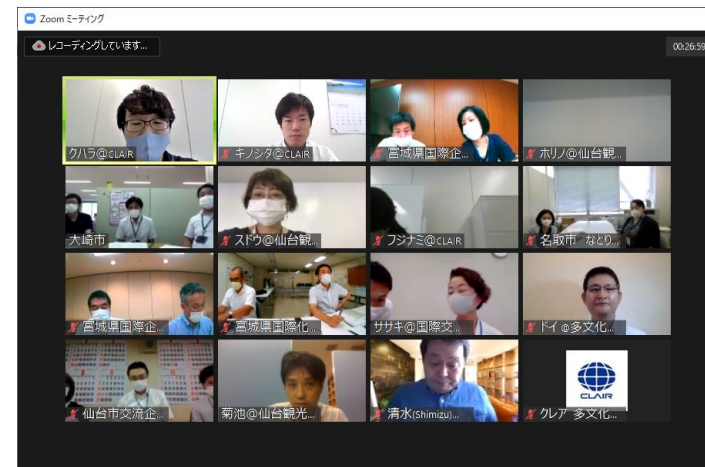 Zoom ミーティング
レコーディングしています...
00:26:59
クハラ@CLAIR
キノシタ@CLAIR
宮城県国際企...
ホリノ@仙台観...
大崎市
スドウ@仙台観...
フジナミ@CLAIR
名取市 なとり...
宮城県国際企...
宮城県国際化...
ササキ@国際交...
ドイ@多文化...
仙台市交流企...
菊池@仙台観光...
清水(Shimizu)...
CLAIR
クレア 多文化...